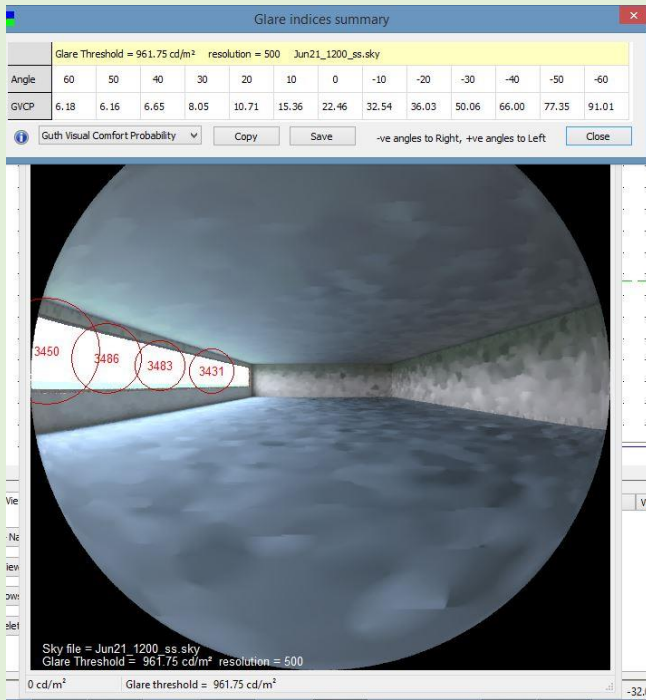 Glare indices summary
Glare Threshold = 961.75 cd/m² resolution = 500 Jun21_1200_ss.sky
Angle 60 50 40 30 20 10 0 -10 -20 -30 -40 -50 -60
GVCP 6.18 6.16 6.65 8.05 10.71 15.36 22.46 32.54 36.03 50.06 66.00 77.35 91.01
Guth Visual Comfort Probability Copy Save -ve angles to Right, +ve angles to Left Close
3450 3486 3483 3431
Sky file = Jun21_1200_ss.sky
Glare Threshold = 961.75 cd/m² resolution = 500
0 cd/m² Glare threshold = 961.75 cd/m²